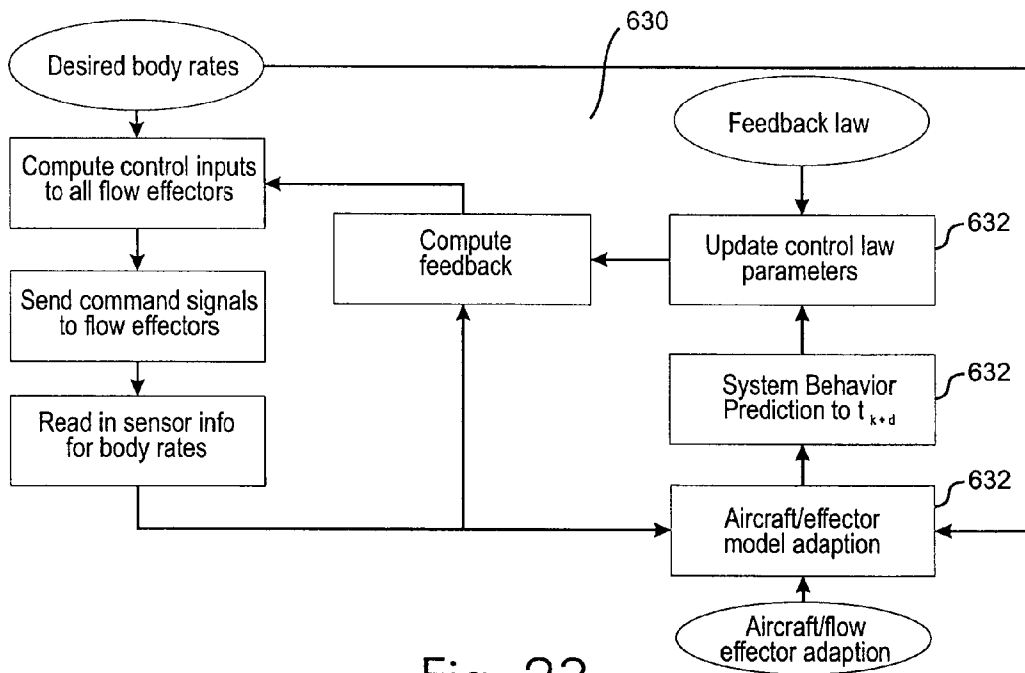 630
Desired body rates
Feedback law
Compute control inputs
to all flow effectors
632
Compute
feedback
Update control law
parameters
Send command signals
to flow effectors
632
System Behavior
Prediction to t k+d
Read in sensor info
for body rates
632
Aircraft/effector
model adaption
Aircraft/flow
effector adaption